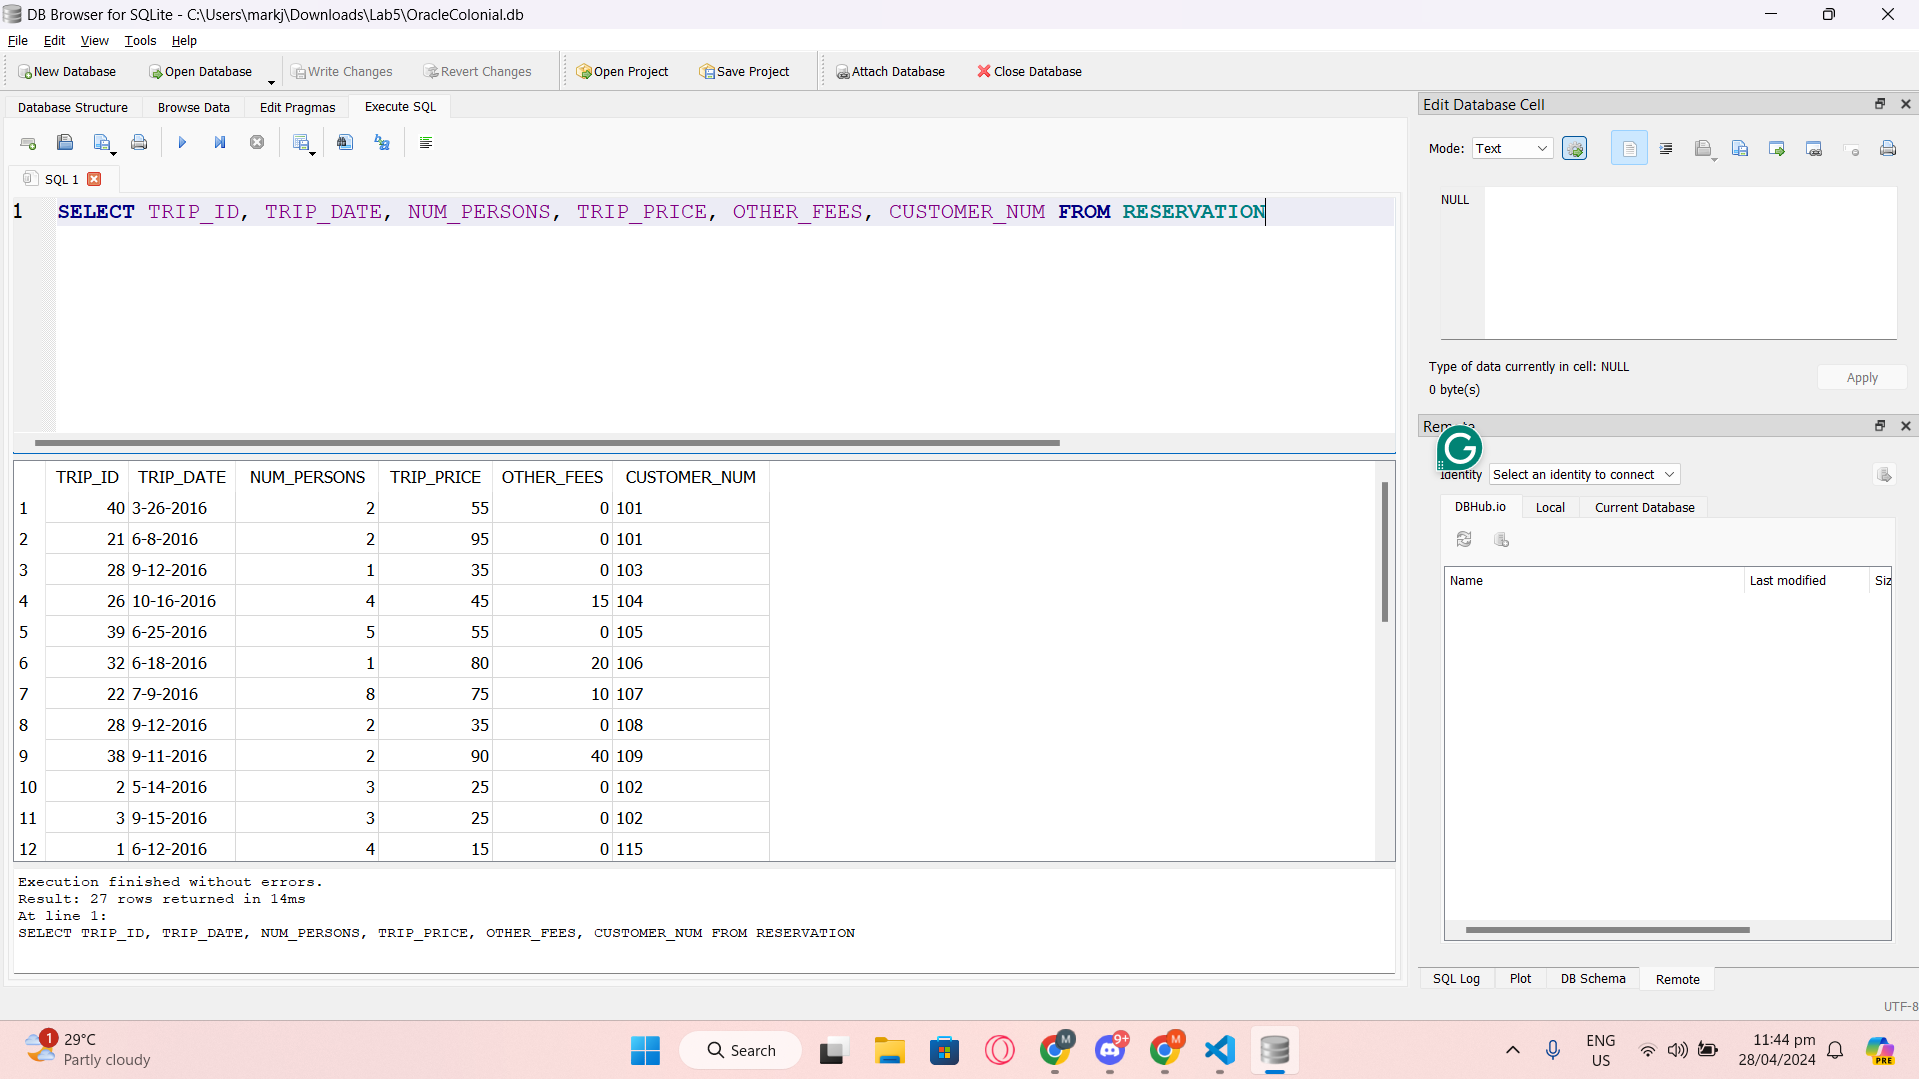 DB Browser for SQLite - C:\Users\markj\Downloads\Lab5\OracleColonial.db
File Edit View Tools Help
New Database Open Database Write Changes Revert Changes Open Project Save Project Attach Database Close Database
Database Structure Browse Data Edit Pragmas Execute SQL
SQL 1
1 SELECT TRIP_ID, TRIP_DATE, NUM_PERSONS, TRIP_PRICE, OTHER_FEES, CUSTOMER_NUM FROM RESERVATION
TRIP_ID TRIP_DATE NUM_PERSONS TRIP_PRICE OTHER_FEES CUSTOMER_NUM
1 40 3-26-2016 2 55 0 101
2 21 6-8-2016 2 95 0 101
3 28 9-12-2016 1 35 0 103
4 26 10-16-2016 4 45 15 104
5 39 6-25-2016 5 55 0 105
6 32 6-18-2016 1 80 20 106
7 22 7-9-2016 8 75 10 107
8 28 9-12-2016 2 35 0 108
9 38 9-11-2016 2 90 40 109
10 2 5-14-2016 3 25 0 102
11 3 9-15-2016 3 25 0 102
12 1 6-12-2016 4 15 0 115
Execution finished without errors.
Result: 27 rows returned in 14ms
At line 1:
SELECT TRIP_ID, TRIP_DATE, NUM_PERSONS, TRIP_PRICE, OTHER_FEES, CUSTOMER_NUM FROM RESERVATION
Edit Database Cell
Mode: Text
NULL
Type of data currently in cell: NULL
0 byte(s)
Apply
G
Identity Select an identity to connect
DBHub.io Local Current Database
Name Last modified Siz
SQL Log Plot DB Schema Remote
UTF-8
1 29°C
Partly cloudy
Search
M 9+ M
ENG
US
11:44 pm
28/04/2024
PRE